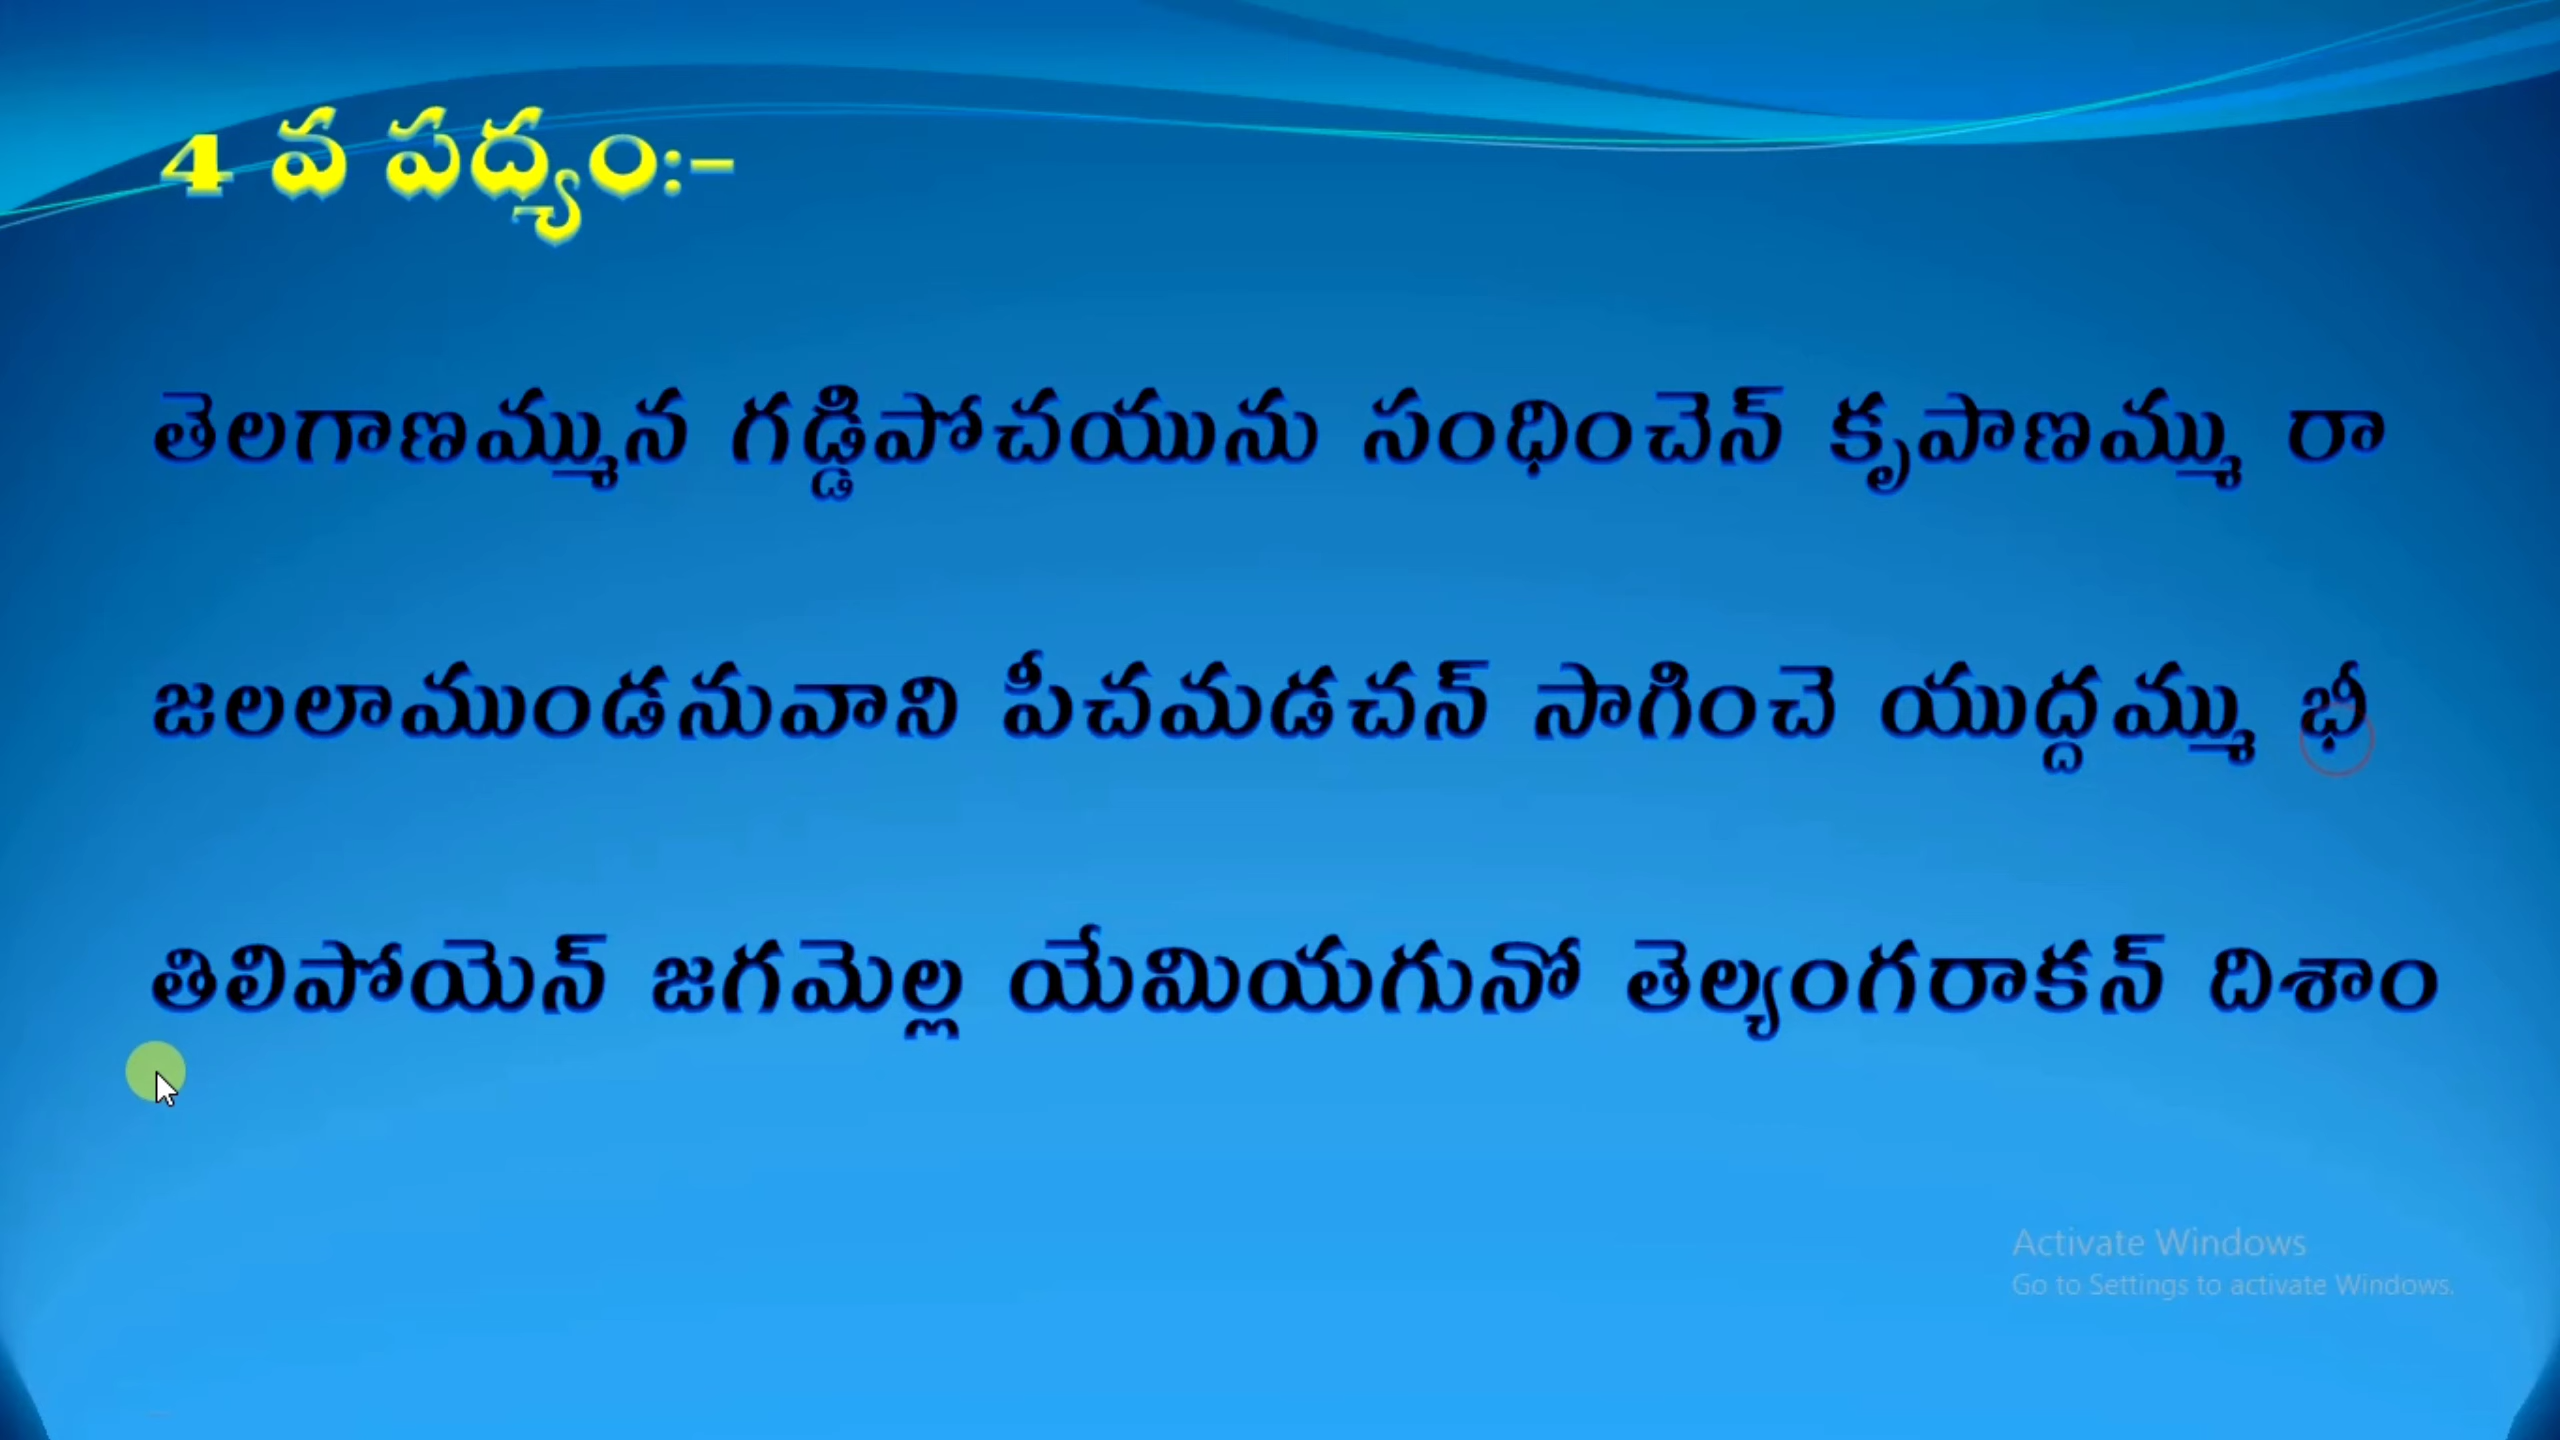 4 వ పద్యం:-
తెలగాణమ్మున గడ్డిపోచయును సంధించెన్ కృపాణమ్ము రా
జలలాముండనువాని పీచమడచన్ సాగించె యుద్దమ్ము భీ
తిలిపోయెన్ జగమెల్ల యేమియగునో తెల్యంగరాకన్ దిశాం
Activate Windows
Go to Settings to activate Windows.